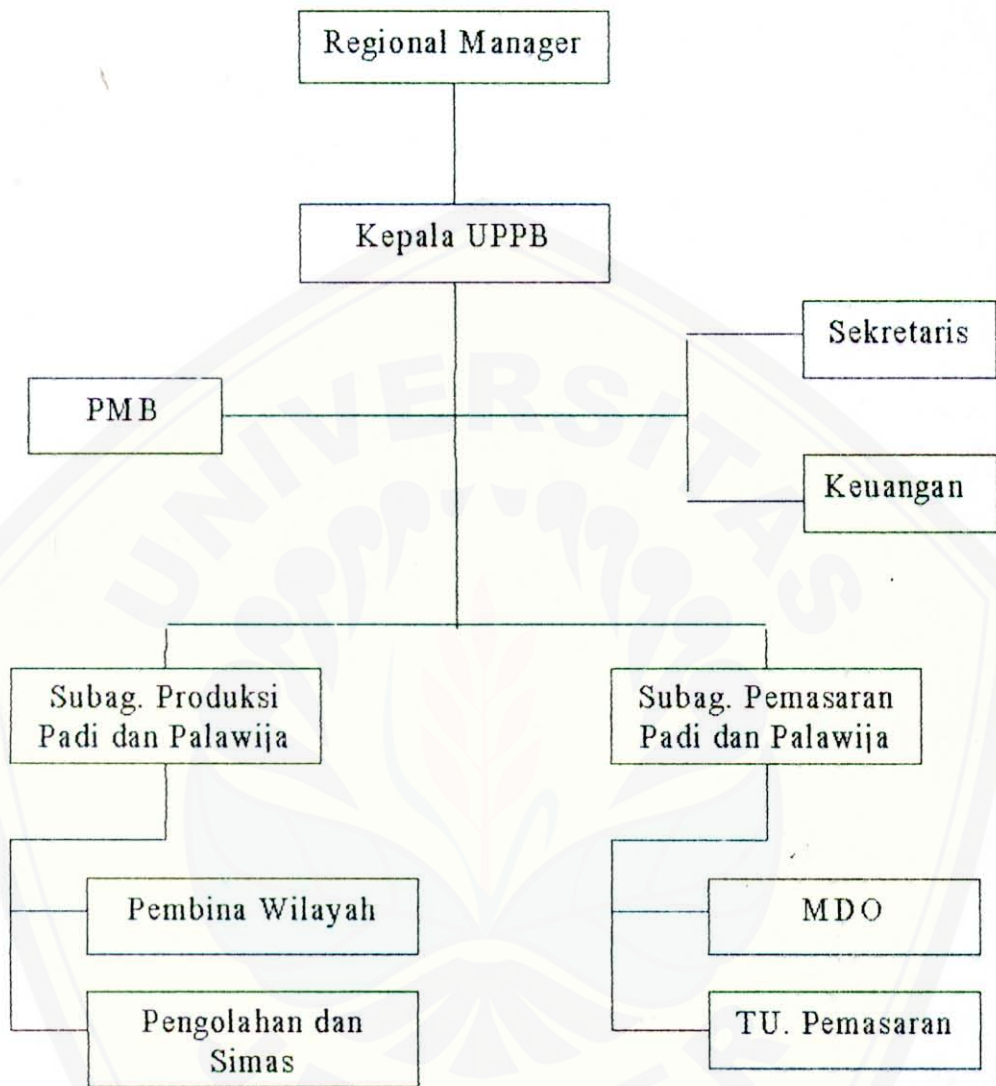 Regional Manager
Kepala UPPB
Sekretaris
PMB
Keuangan
UNIVERSITAS
Subag. Produksi
Padi dan Palawija
Subag. Pemasaran
Padi dan Palawija
Pembina Wilayah
MDO
Pengolahan dan
Simas
TU. Pemasaran